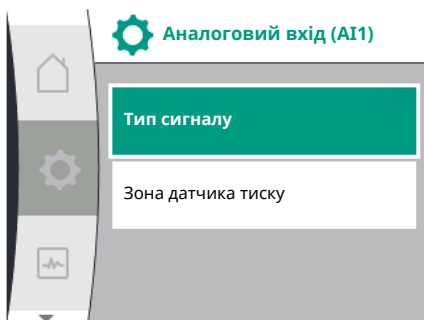 Аналоговий вхід (AI1)
Тип сигналу
Зона датчика тиску